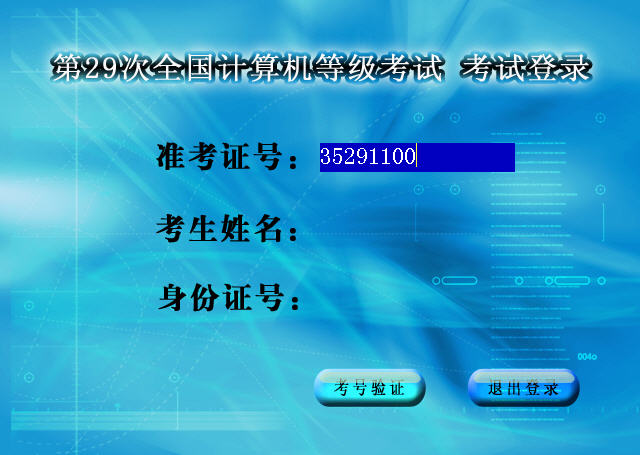 第29次全国计算机等级考试 考试登录
准考证号：35291100
考生姓名：
身份证号：
004o
考号验证 退出登录